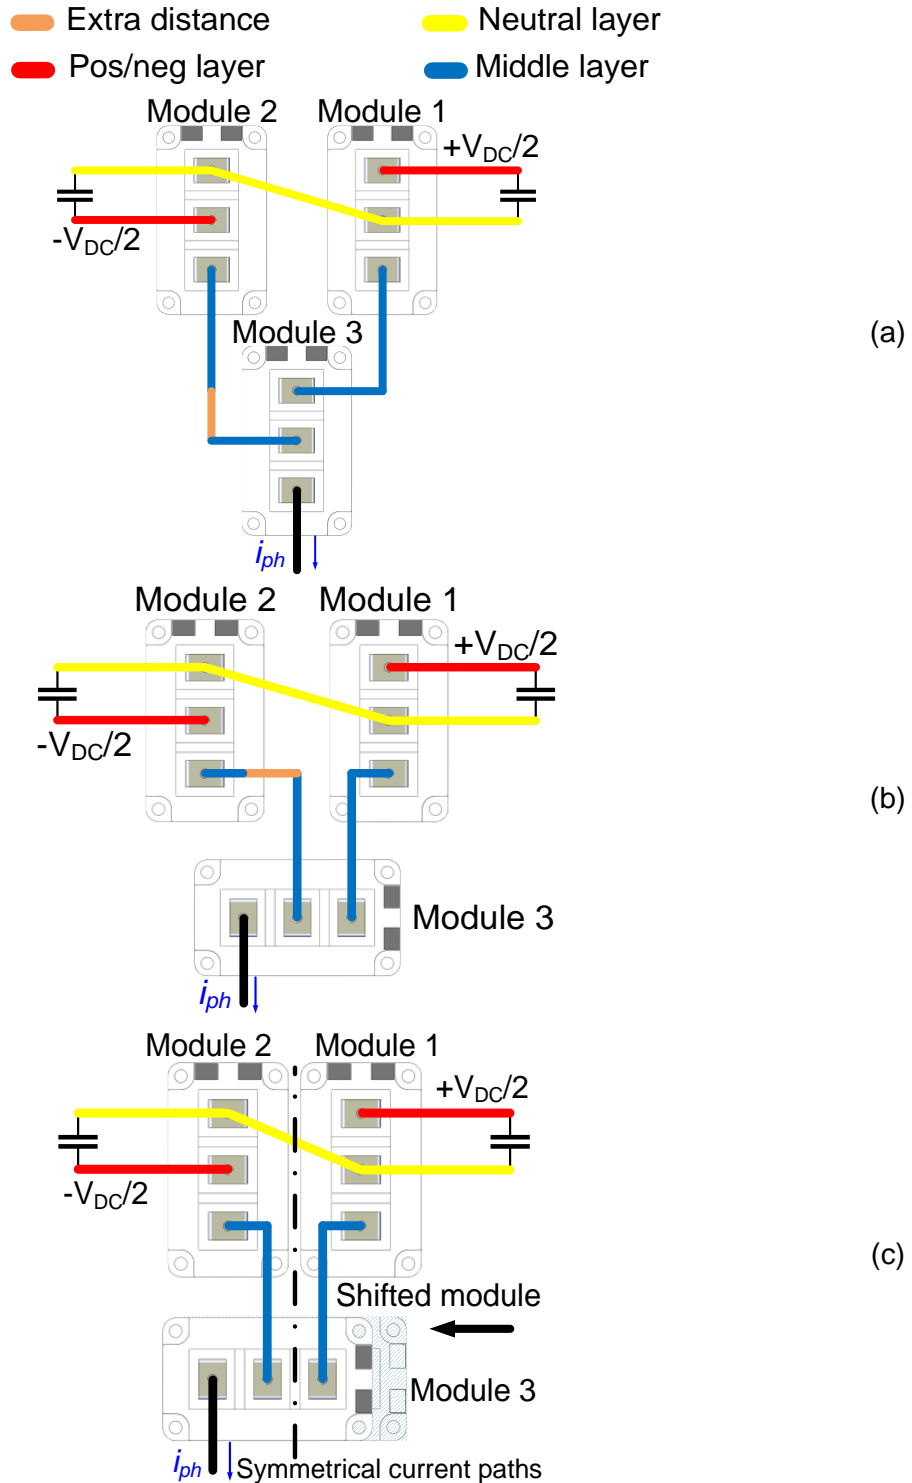 Extra distance
Neutral layer
Pos/neg layer
Middle layer
Module 2
Module 1
+VDC/2
-VDC/2
Module 3
(a)
iph
Module 2
Module 1
+VDC/2
-VDC/2
(b)
Module 3
iph
Module 2
Module 1
+VDC/2
-VDC/2
(c)
Shifted module
Module 3
iph
Symmetrical current paths